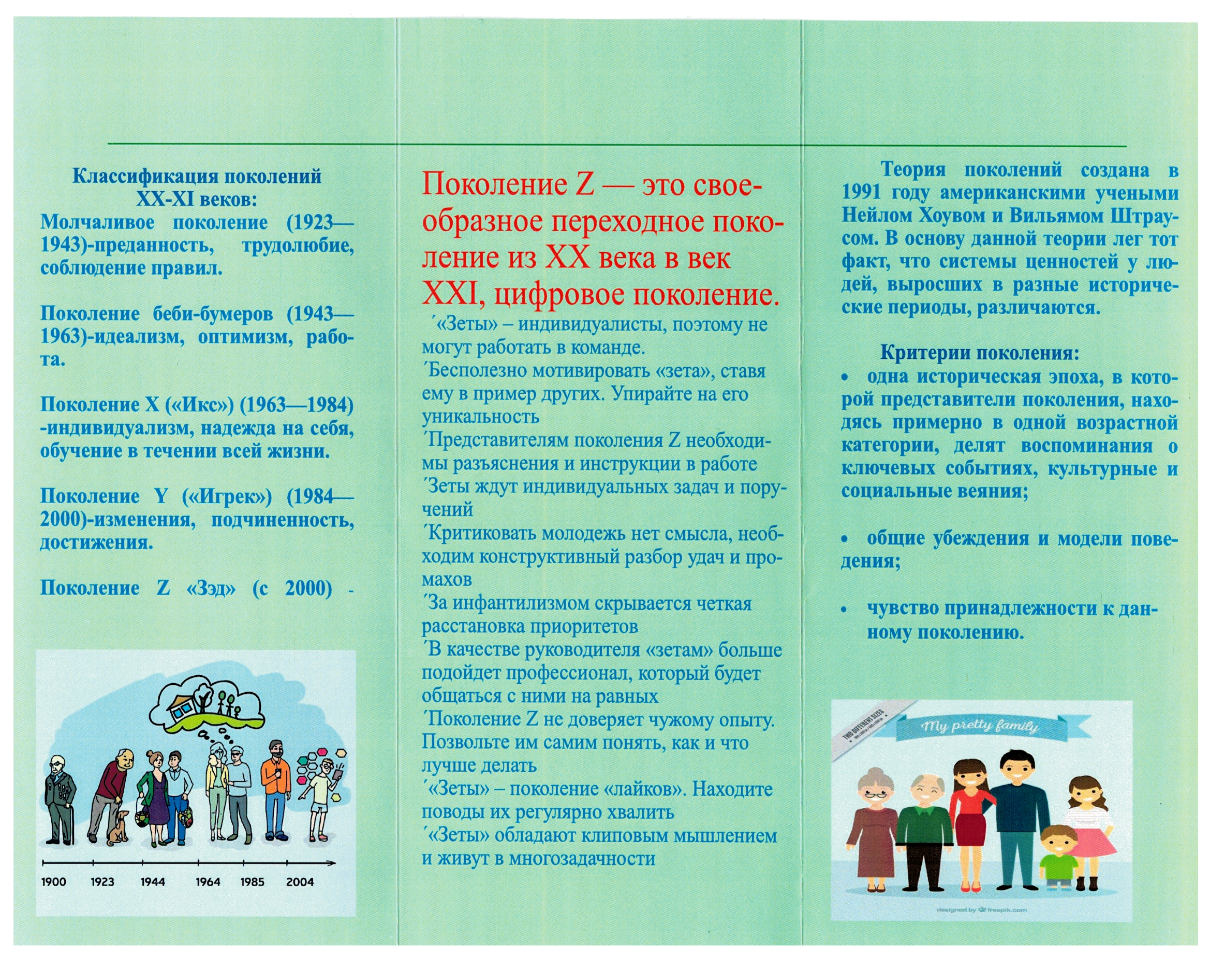 Классификация поколений
XX-XI веков:
Молчаливое поколение (1923—
1943)-преданность, трудолюбие,
соблюдение правил.
Поколение беби-бумеров (1943—
1963)-идеализм, оптимизм, рабо-
та.
Поколение X («Икс») (1963—1984)
-индивидуализм, надежда на себя,
обучение в течении всей жизни.
Поколение Y («Игрек») (1984—
2000)-изменения, подчиненность,
достижения.
Поколение Z «Зэд» (с 2000) -
1900 1923 1944 1964 1985 2004
Поколение Z — это свое-
образное переходное поко-
ление из XX века в век
XXI, цифровое поколение.
´«Зеты» – индивидуалисты, поэтому не
могут работать в команде.
´Бесполезно мотивировать «зета», ставя
ему в пример других. Упирайте на его
уникальность
´Представителям поколения Z необходи-
мы разъяснения и инструкции в работе
´Зеты ждут индивидуальных задач и пору-
чений
´Критиковать молодежь нет смысла, необ-
ходим конструктивный разбор удач и про-
махов
´За инфантилизмом скрывается четкая
расстановка приоритетов
´В качестве руководителя «зетам» больше
подойдет профессионал, который будет
общаться с ними на равных
´Поколение Z не доверяет чужому опыту.
Позвольте им самим понять, как и что
лучше делать
´«Зеты» – поколение «лайков». Находите
поводы их регулярно хвалить
´«Зеты» обладают клиповым мышлением
и живут в многозадачности
Теория поколений создана в
1991 году американскими учеными
Нейлом Хоувом и Вильямом Штрау-
сом. В основу данной теории лег тот
факт, что системы ценностей у лю-
дей, выросших в разные историче-
ские периоды, различаются.
Критерии поколения:
• одна историческая эпоха, в кото-
рой представители поколения, нахо-
дясь примерно в одной возрастной
категории, делят воспоминания о
ключевых событиях, культурные и
социальные веяния;
• общие убеждения и модели пове-
дения;
• чувство принадлежности к дан-
ному поколению.
TWO DIFFERENT SIZES
My pretty family
designed by freepik.com